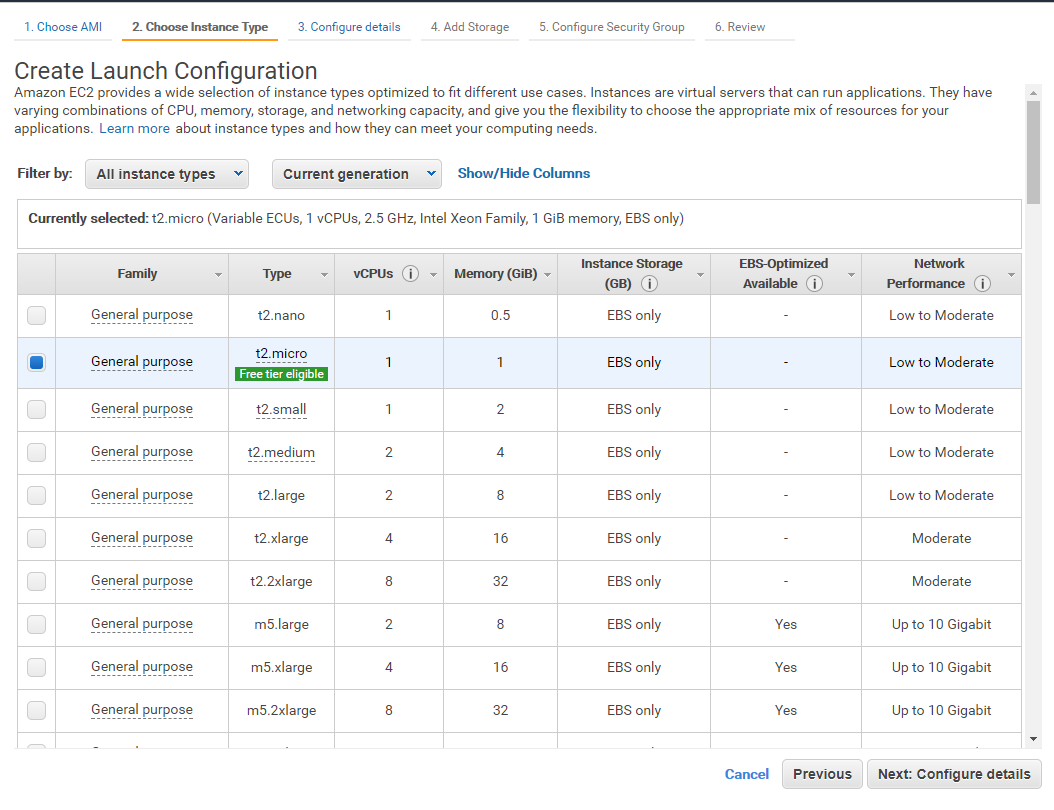 1. Choose AMI 2. Choose Instance Type 3. Configure details 4. Add Storage 5. Configure Security Group 6. Review
Create Launch Configuration
Amazon EC2 provides a wide selection of instance types optimized to fit different use cases. Instances are virtual servers that can run applications. They have
varying combinations of CPU, memory, storage, and networking capacity, and give you the flexibility to choose the appropriate mix of resources for your
applications. Learn more about instance types and how they can meet your computing needs.
Filter by: All instance types Current generation Show/Hide Columns
Currently selected: t2.micro (Variable ECUs, 1 vCPUs, 2.5 GHz, Intel Xeon Family, 1 GiB memory, EBS only)
Family Type vCPUs i Memory (GiB) Instance Storage (GB) i EBS-Optimized Available i Network Performance i
General purpose t2.nano 1 0.5 EBS only - Low to Moderate
General purpose t2.micro Free tier eligible 1 1 EBS only - Low to Moderate
General purpose t2.small 1 2 EBS only - Low to Moderate
General purpose t2.medium 2 4 EBS only - Low to Moderate
General purpose t2.large 2 8 EBS only - Low to Moderate
General purpose t2.xlarge 4 16 EBS only - Moderate
General purpose t2.2xlarge 8 32 EBS only - Moderate
General purpose m5.large 2 8 EBS only Yes Up to 10 Gigabit
General purpose m5.xlarge 4 16 EBS only Yes Up to 10 Gigabit
General purpose m5.2xlarge 8 32 EBS only Yes Up to 10 Gigabit
Cancel Previous Next: Configure details